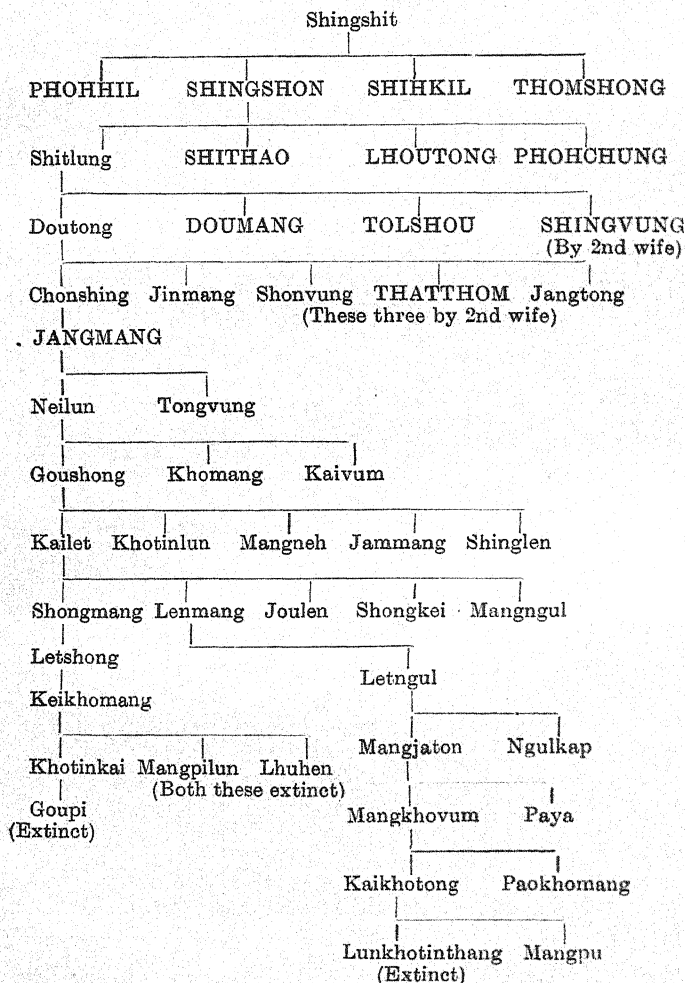 Shingshit
PHOHHIL SHINGSHON SHIHKIL THOMSHONG
Shitlung SHITHAO LHOUTONG PHOHCHUNG
Doutong DOUMANG TOLSHOU SHINGVUNG
(By 2nd wife)
Chonshing Jinmang Shonvung THATTHOM Jangtong
(These three by 2nd wife)
JANGMANG
Neilun Tongvung
Goushong Khomang Kaivum
Kailet Khotinlun Mangneh Jammang Shinglen
Shongmang Lenmang Joulen Shongkei Mangngul
Letshong
Letngul
Keikhomang
Mangjaton Ngulkap
Khotinkai Mangpilun Lhuhen
(Both these extinct)
Goupi
(Extinct)
Mangkhovum Paya
Kaikhotong Paokhomang
Lunkhotinthang Mangpu
(Extinct)